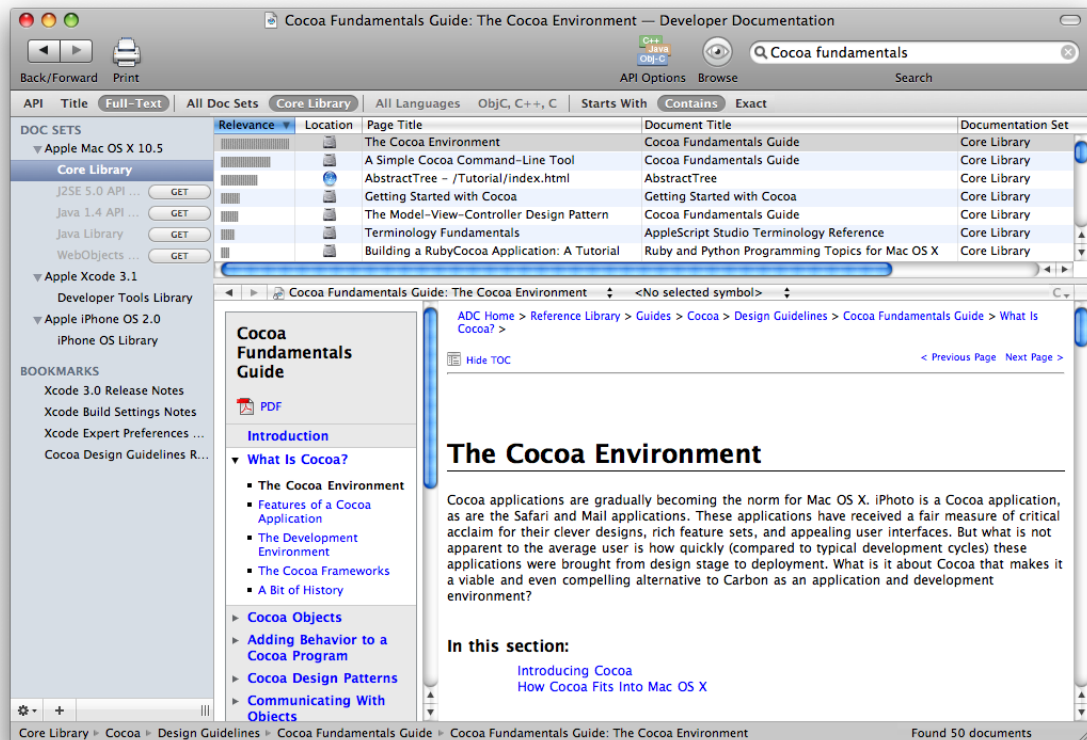 Cocoa Fundamentals Guide: The Cocoa Environment — Developer Documentation
C++
Java
Obj-C
Cocoa fundamentals
Back/Forward Print API Options Browse Search
API Title Full-Text All Doc Sets Core Library All Languages ObjC, C++, C Starts With Contains Exact
DOC SETS
Apple Mac OS X 10.5
Core Library
J2SE 5.0 API ... GET
Java 1.4 API ... GET
Java Library GET
WebObjects ... GET
Apple Xcode 3.1
Developer Tools Library
Apple iPhone OS 2.0
iPhone OS Library
BOOKMARKS
Xcode 3.0 Release Notes
Xcode Build Settings Notes
Xcode Expert Preferences ...
Cocoa Design Guidelines R...
Relevance Location Page Title Document Title Documentation Set
The Cocoa Environment Cocoa Fundamentals Guide Core Library
A Simple Cocoa Command-Line Tool Cocoa Fundamentals Guide Core Library
AbstractTree - /Tutorial/index.html AbstractTree Core Library
Getting Started with Cocoa Getting Started with Cocoa Core Library
The Model-View-Controller Design Pattern Cocoa Fundamentals Guide Core Library
Terminology Fundamentals AppleScript Studio Terminology Reference Core Library
Building a RubyCocoa Application: A Tutorial Ruby and Python Programming Topics for Mac OS X Core Library
Cocoa Fundamentals Guide: The Cocoa Environment <No selected symbol> C
Cocoa
Fundamentals
Guide
PDF
Introduction
What Is Cocoa?
The Cocoa Environment
Features of a Cocoa
Application
The Development
Environment
The Cocoa Frameworks
A Bit of History
Cocoa Objects
Adding Behavior to a
Cocoa Program
Cocoa Design Patterns
Communicating With
Objects
ADC Home > Reference Library > Guides > Cocoa > Design Guidelines > Cocoa Fundamentals Guide > What Is
Cocoa? >
Hide TOC < Previous Page Next Page >
The Cocoa Environment
Cocoa applications are gradually becoming the norm for Mac OS X. iPhoto is a Cocoa application,
as are the Safari and Mail applications. These applications have received a fair measure of critical
acclaim for their clever designs, rich feature sets, and appealing user interfaces. But what is not
apparent to the average user is how quickly (compared to typical development cycles) these
applications were brought from design stage to deployment. What is it about Cocoa that makes it
a viable and even compelling alternative to Carbon as an application and development
environment?
In this section:
Introducing Cocoa
How Cocoa Fits Into Mac OS X
Core Library Cocoa Design Guidelines Cocoa Fundamentals Guide Cocoa Fundamentals Guide: The Cocoa Environment Found 50 documents